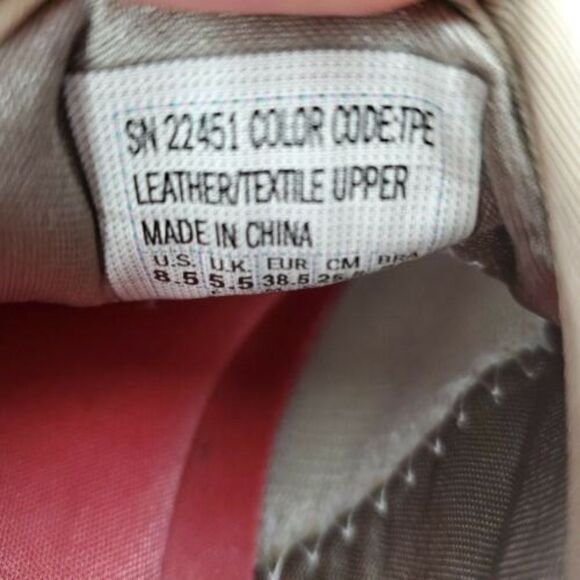 SN 22451 COLOR CODE:TPE
LEATHER/TEXTILE UPPER
MADE IN CHINA
U.S. U.K. EUR CM
8.5 5.5 38.5